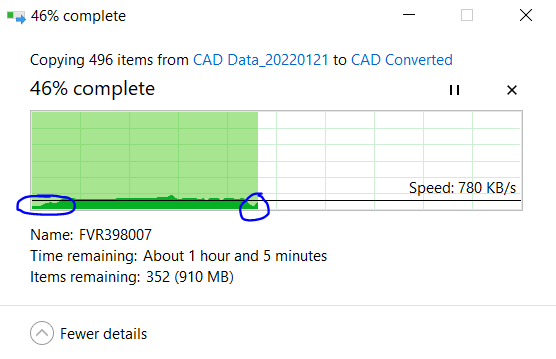 46% complete
Copying 496 items from CAD Data_20220121 to CAD Converted
46% complete
Speed: 780 KB/s
Name: FVR398007
Time remaining: About 1 hour and 5 minutes
Items remaining: 352 (910 MB)
Fewer details